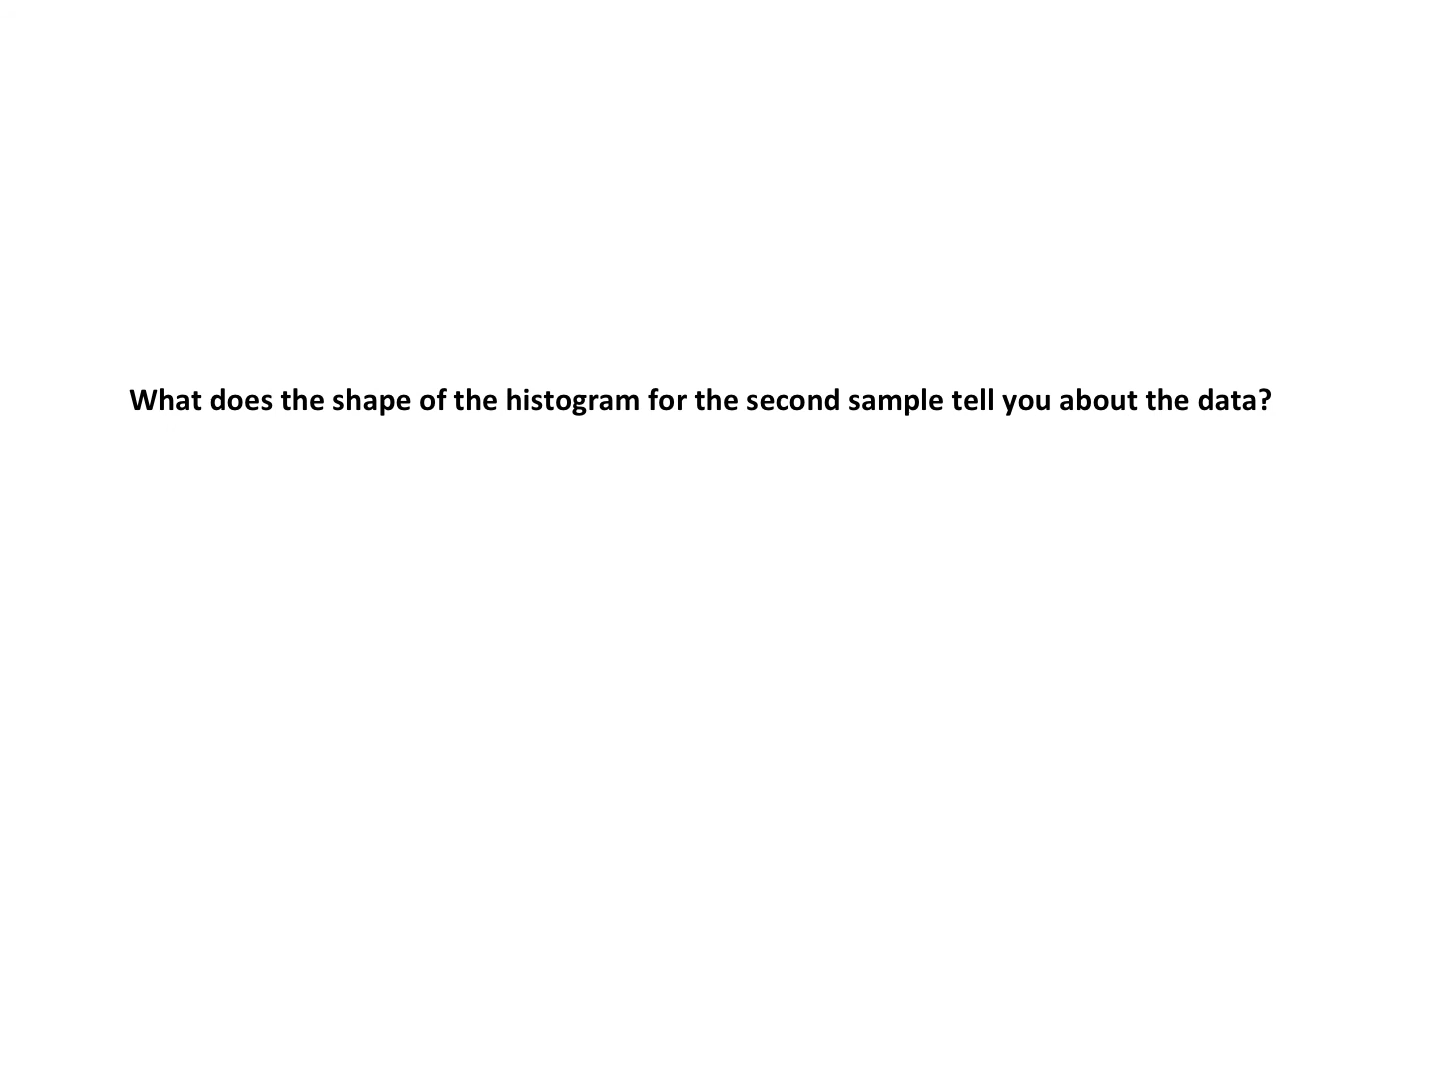 What does the shape of the histogram for the second sample tell you about the data?